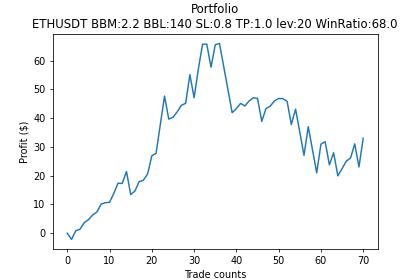 Portfolio
ETHUSDT BBM:2.2 BBL:140 SL:0.8 TP:1.0 lev:20 WinRatio:68.0
60
50
40
30
20
10
0
Profit ($)
0 10 20 30 40 50 60 70
Trade counts